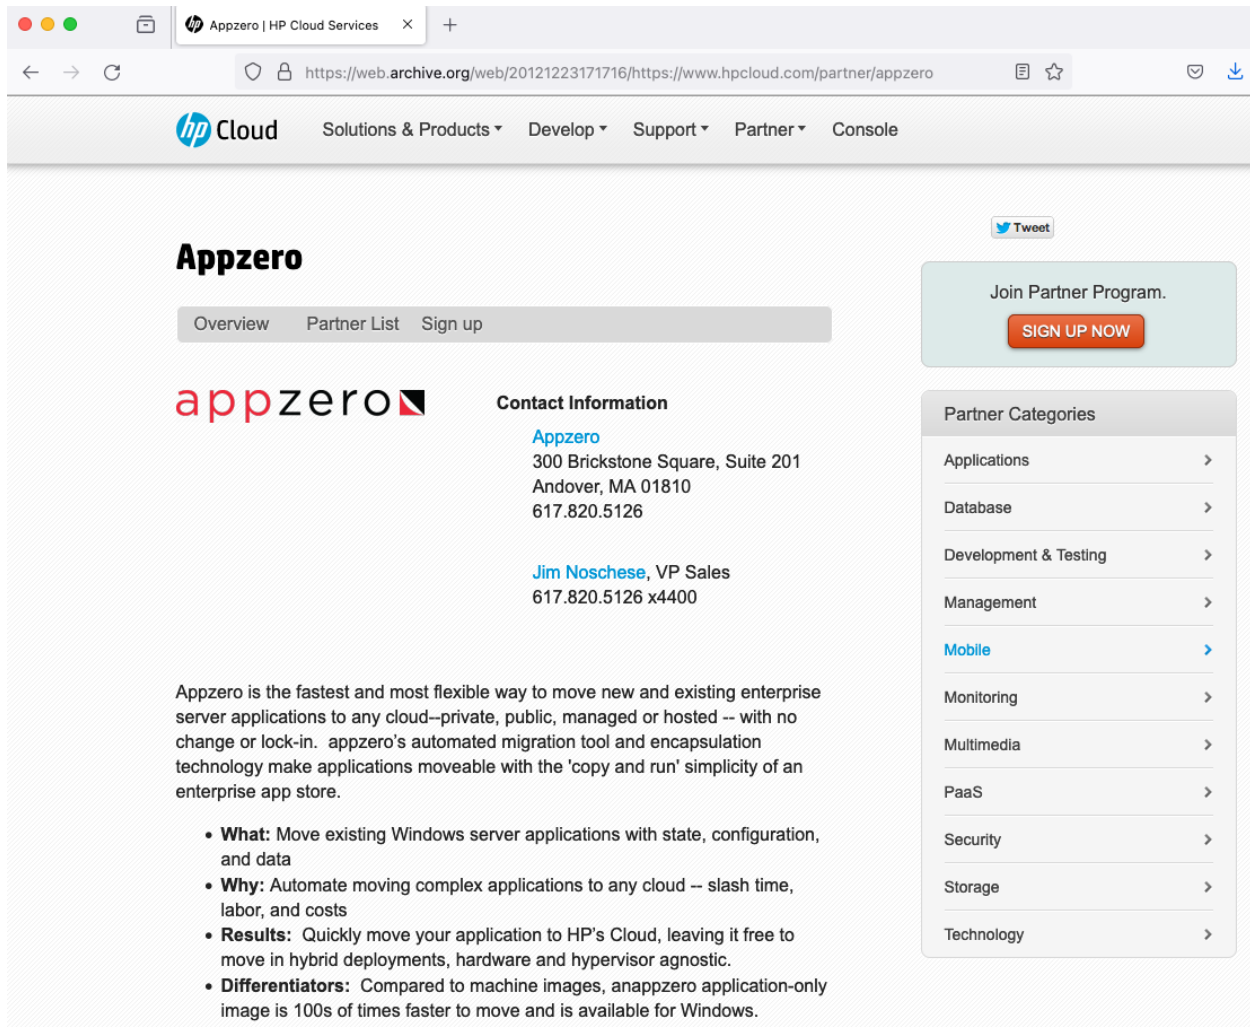 Appzero | HP Cloud Services
https://web.archive.org/web/20121223171716/https://www.hpcloud.com/partner/appzero
hp Cloud Solutions & Products Develop Support Partner Console
Tweet
Appzero
Overview Partner List Sign up
Join Partner Program.
SIGN UP NOW
appzero
Contact Information
Appzero
300 Brickstone Square, Suite 201
Andover, MA 01810
617.820.5126
Jim Noschese, VP Sales
617.820.5126 x4400
Appzero is the fastest and most flexible way to move new and existing enterprise
server applications to any cloud--private, public, managed or hosted -- with no
change or lock-in.  appzero's automated migration tool and encapsulation
technology make applications moveable with the 'copy and run' simplicity of an
enterprise app store.
• What: Move existing Windows server applications with state, configuration,
and data
• Why: Automate moving complex applications to any cloud -- slash time,
labor, and costs
• Results:  Quickly move your application to HP's Cloud, leaving it free to
move in hybrid deployments, hardware and hypervisor agnostic.
• Differentiators:  Compared to machine images, anappzero application-only
image is 100s of times faster to move and is available for Windows.
Partner Categories
Applications
Database
Development & Testing
Management
Mobile
Monitoring
Multimedia
PaaS
Security
Storage
Technology